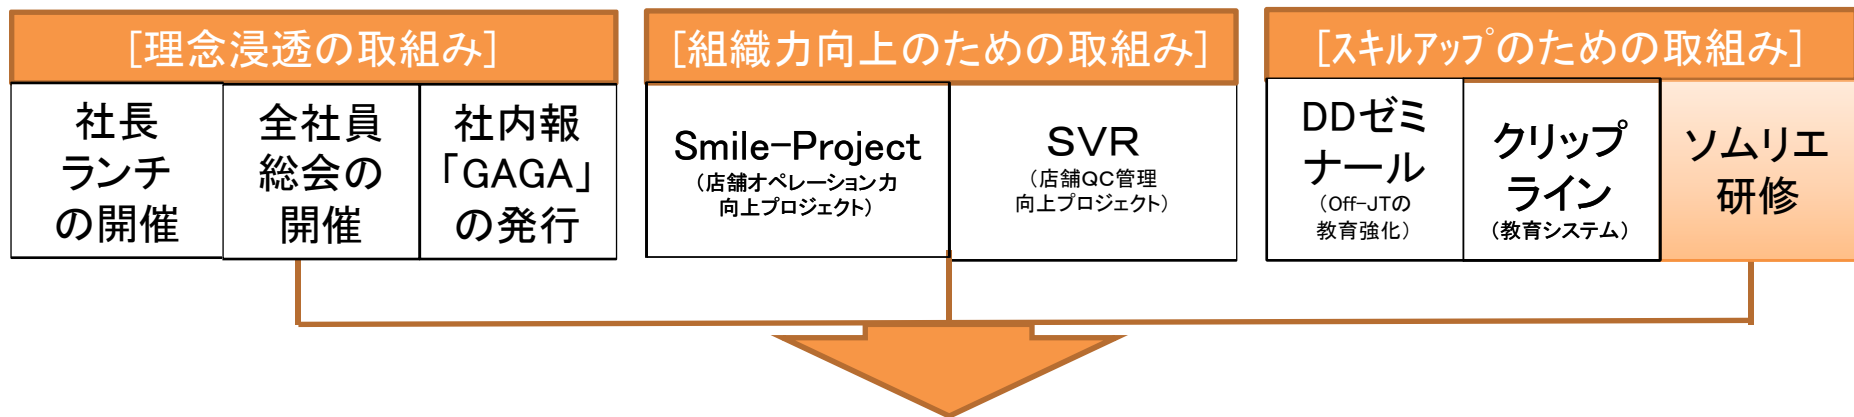 [理念浸透の取組み]
社長
ランチ
の開催
全社員
総会の
開催
社内報
「GAGA」
の発行
[組織力向上のための取組み]
Smile-Project
（店舗オペレーション力
向上プロジェクト）
SVR
（店舗QC管理
向上プロジェクト）
[スキルアップのための取組み]
DDゼミ
ナール
（Off-JTの
教育強化）
クリップ
ライン
（教育システム）
ソムリエ
研修